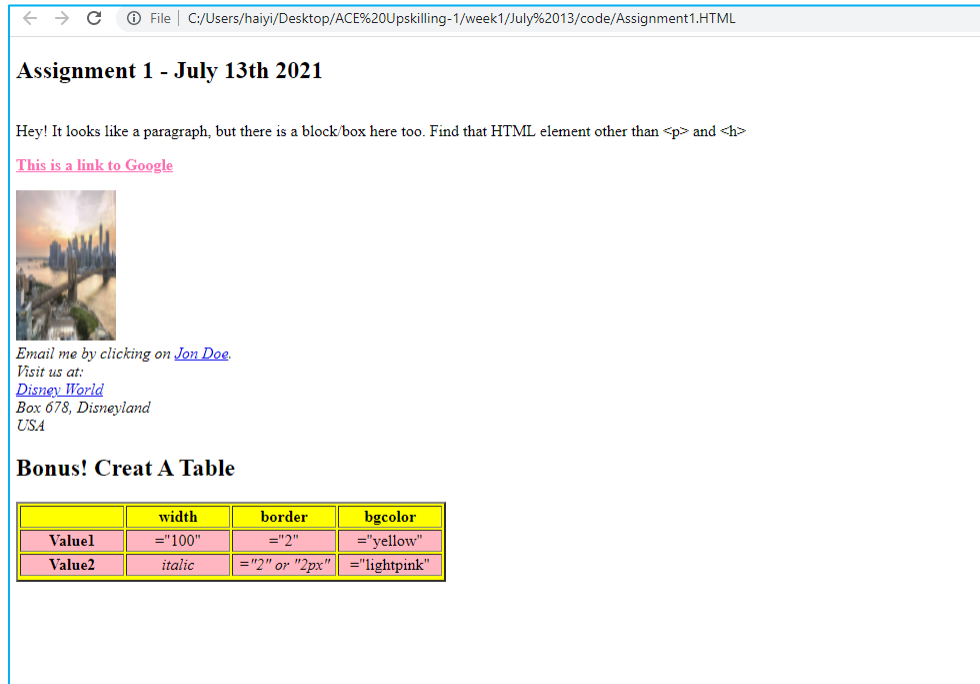 File | C:/Users/haiyi/Desktop/ACE%20Upskilling-1/week1/July%2013/code/Assignment1.HTML
Assignment 1 - July 13th 2021
Hey! It looks like a paragraph, but there is a block/box here too. Find that HTML element other than <p> and <h>
This is a link to Google
Email me by clicking on Jon Doe.
Visit us at:
Disney World
Box 678, Disneyland
USA
Bonus! Creat A Table
width border bgcolor
Value1 ="100" ="2" ="yellow"
Value2 italic ="2" or "2px" ="lightpink"